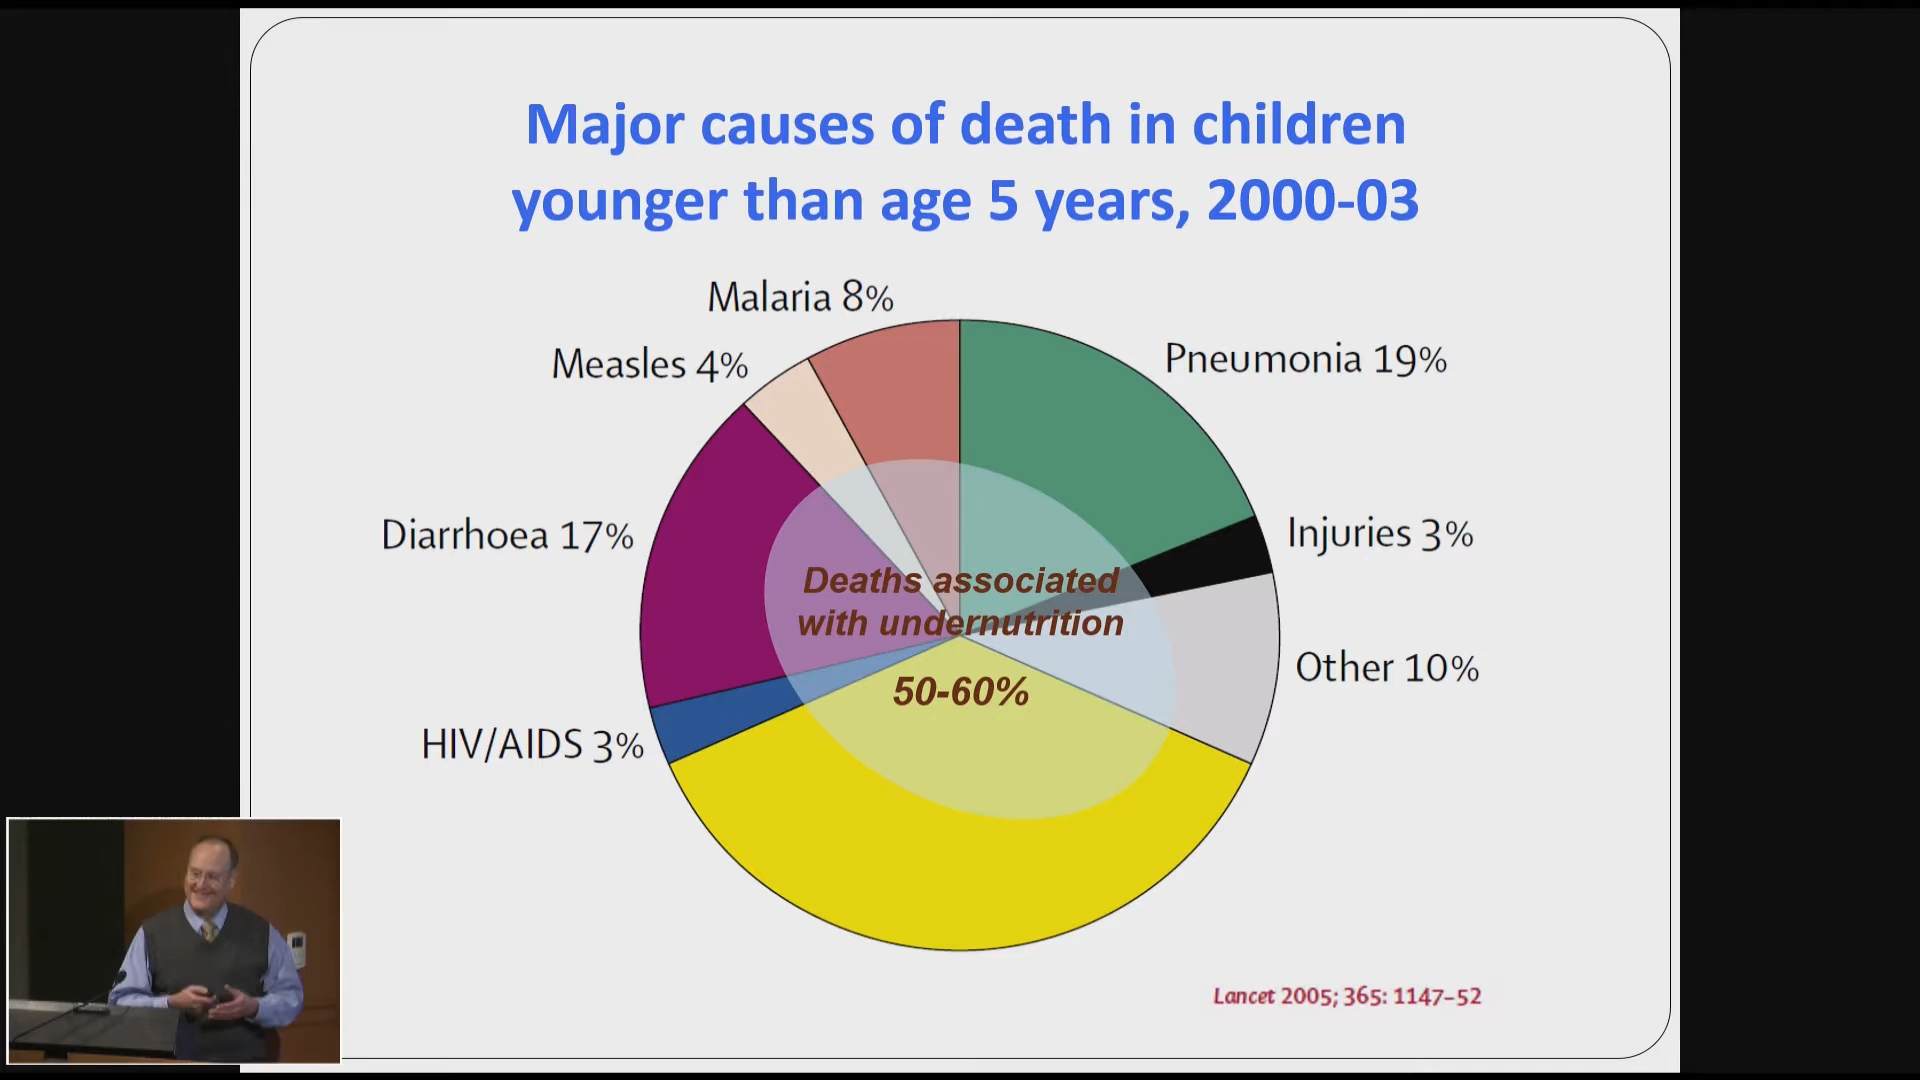 Major causes of death in children
younger than age 5 years, 2000-03
Malaria 8%
Measles 4%
Pneumonia 19%
Diarrhoea 17%
Injuries 3%
Deaths associated
with undernutrition
50-60%
Other 10%
HIV/AIDS 3%
Lancet 2005; 365: 1147–52